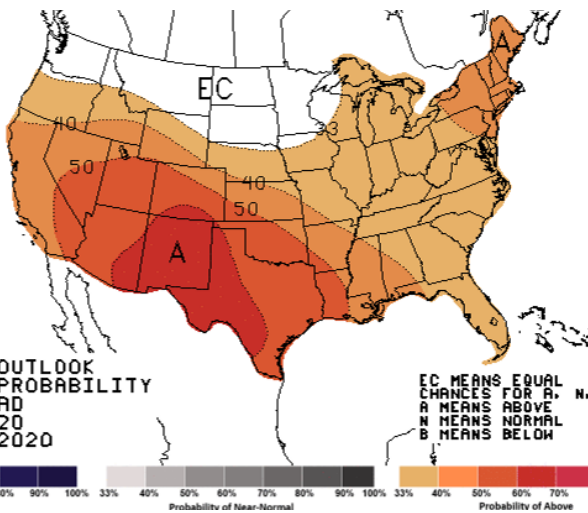 A
EC
40
33
50
40
50
A
OUTLOOK
PROBABILITY
AD
20
2020
EC MEANS EQUAL
CHANCES FOR A, N,
A MEANS ABOVE
N MEANS NORMAL
B MEANS BELOW
0% 90% 100% 33% 40% 50% 60% 70% 80% 90% 100% 33% 40% 50% 60% 70%
Probability of Near-Normal Probability of Above